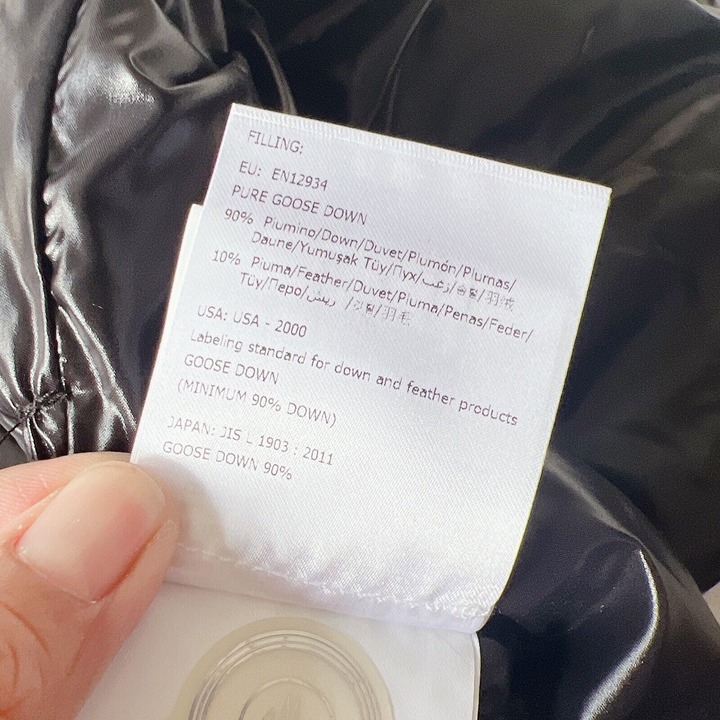 FILLING:
EU: EN12934
PURE GOOSE DOWN
90% Piumino/Down/Duvet/Plumón/Plumas/
Daune/Yumuşak Tüy/Пух/زغب/솜털/羽绒
10% Piuma/Feather/Duvet/Pluma/Penas/Feder/
Tüy/Перо/ريش /깃털/羽毛
USA: USA - 2000
Labeling standard for down and feather products
GOOSE DOWN
(MINIMUM 90% DOWN)
JAPAN: JIS L 1903 : 2011
GOOSE DOWN 90%